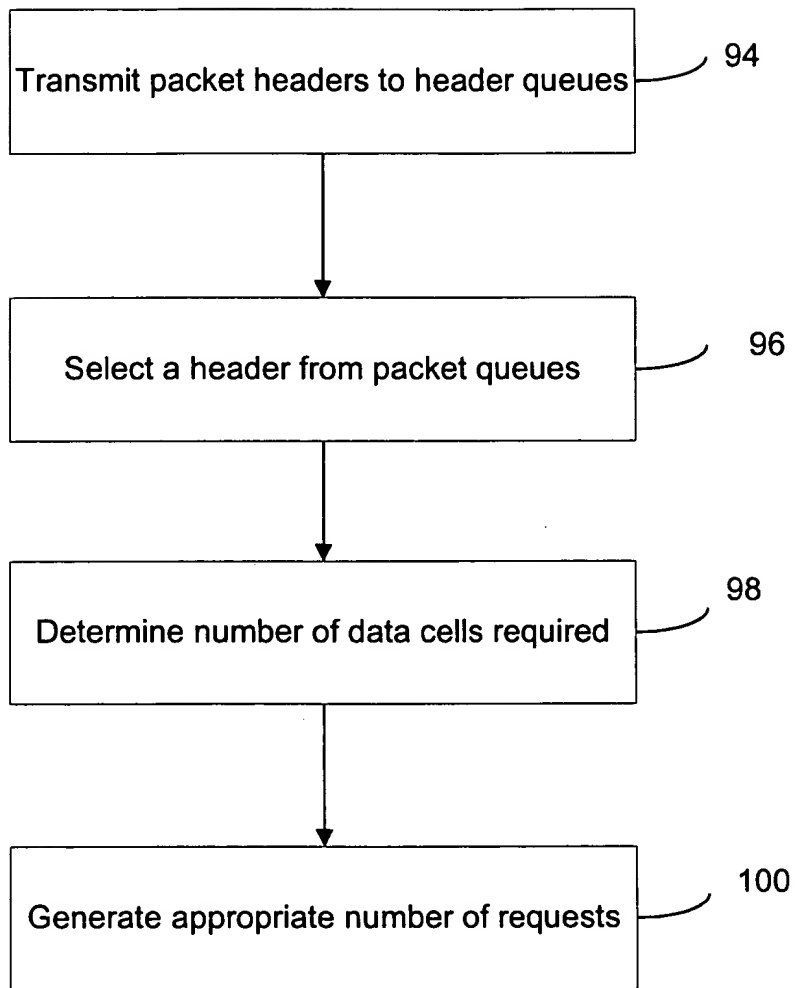 Transmit packet headers to header queues
94
Select a header from packet queues
96
Determine number of data cells required
98
Generate appropriate number of requests
100